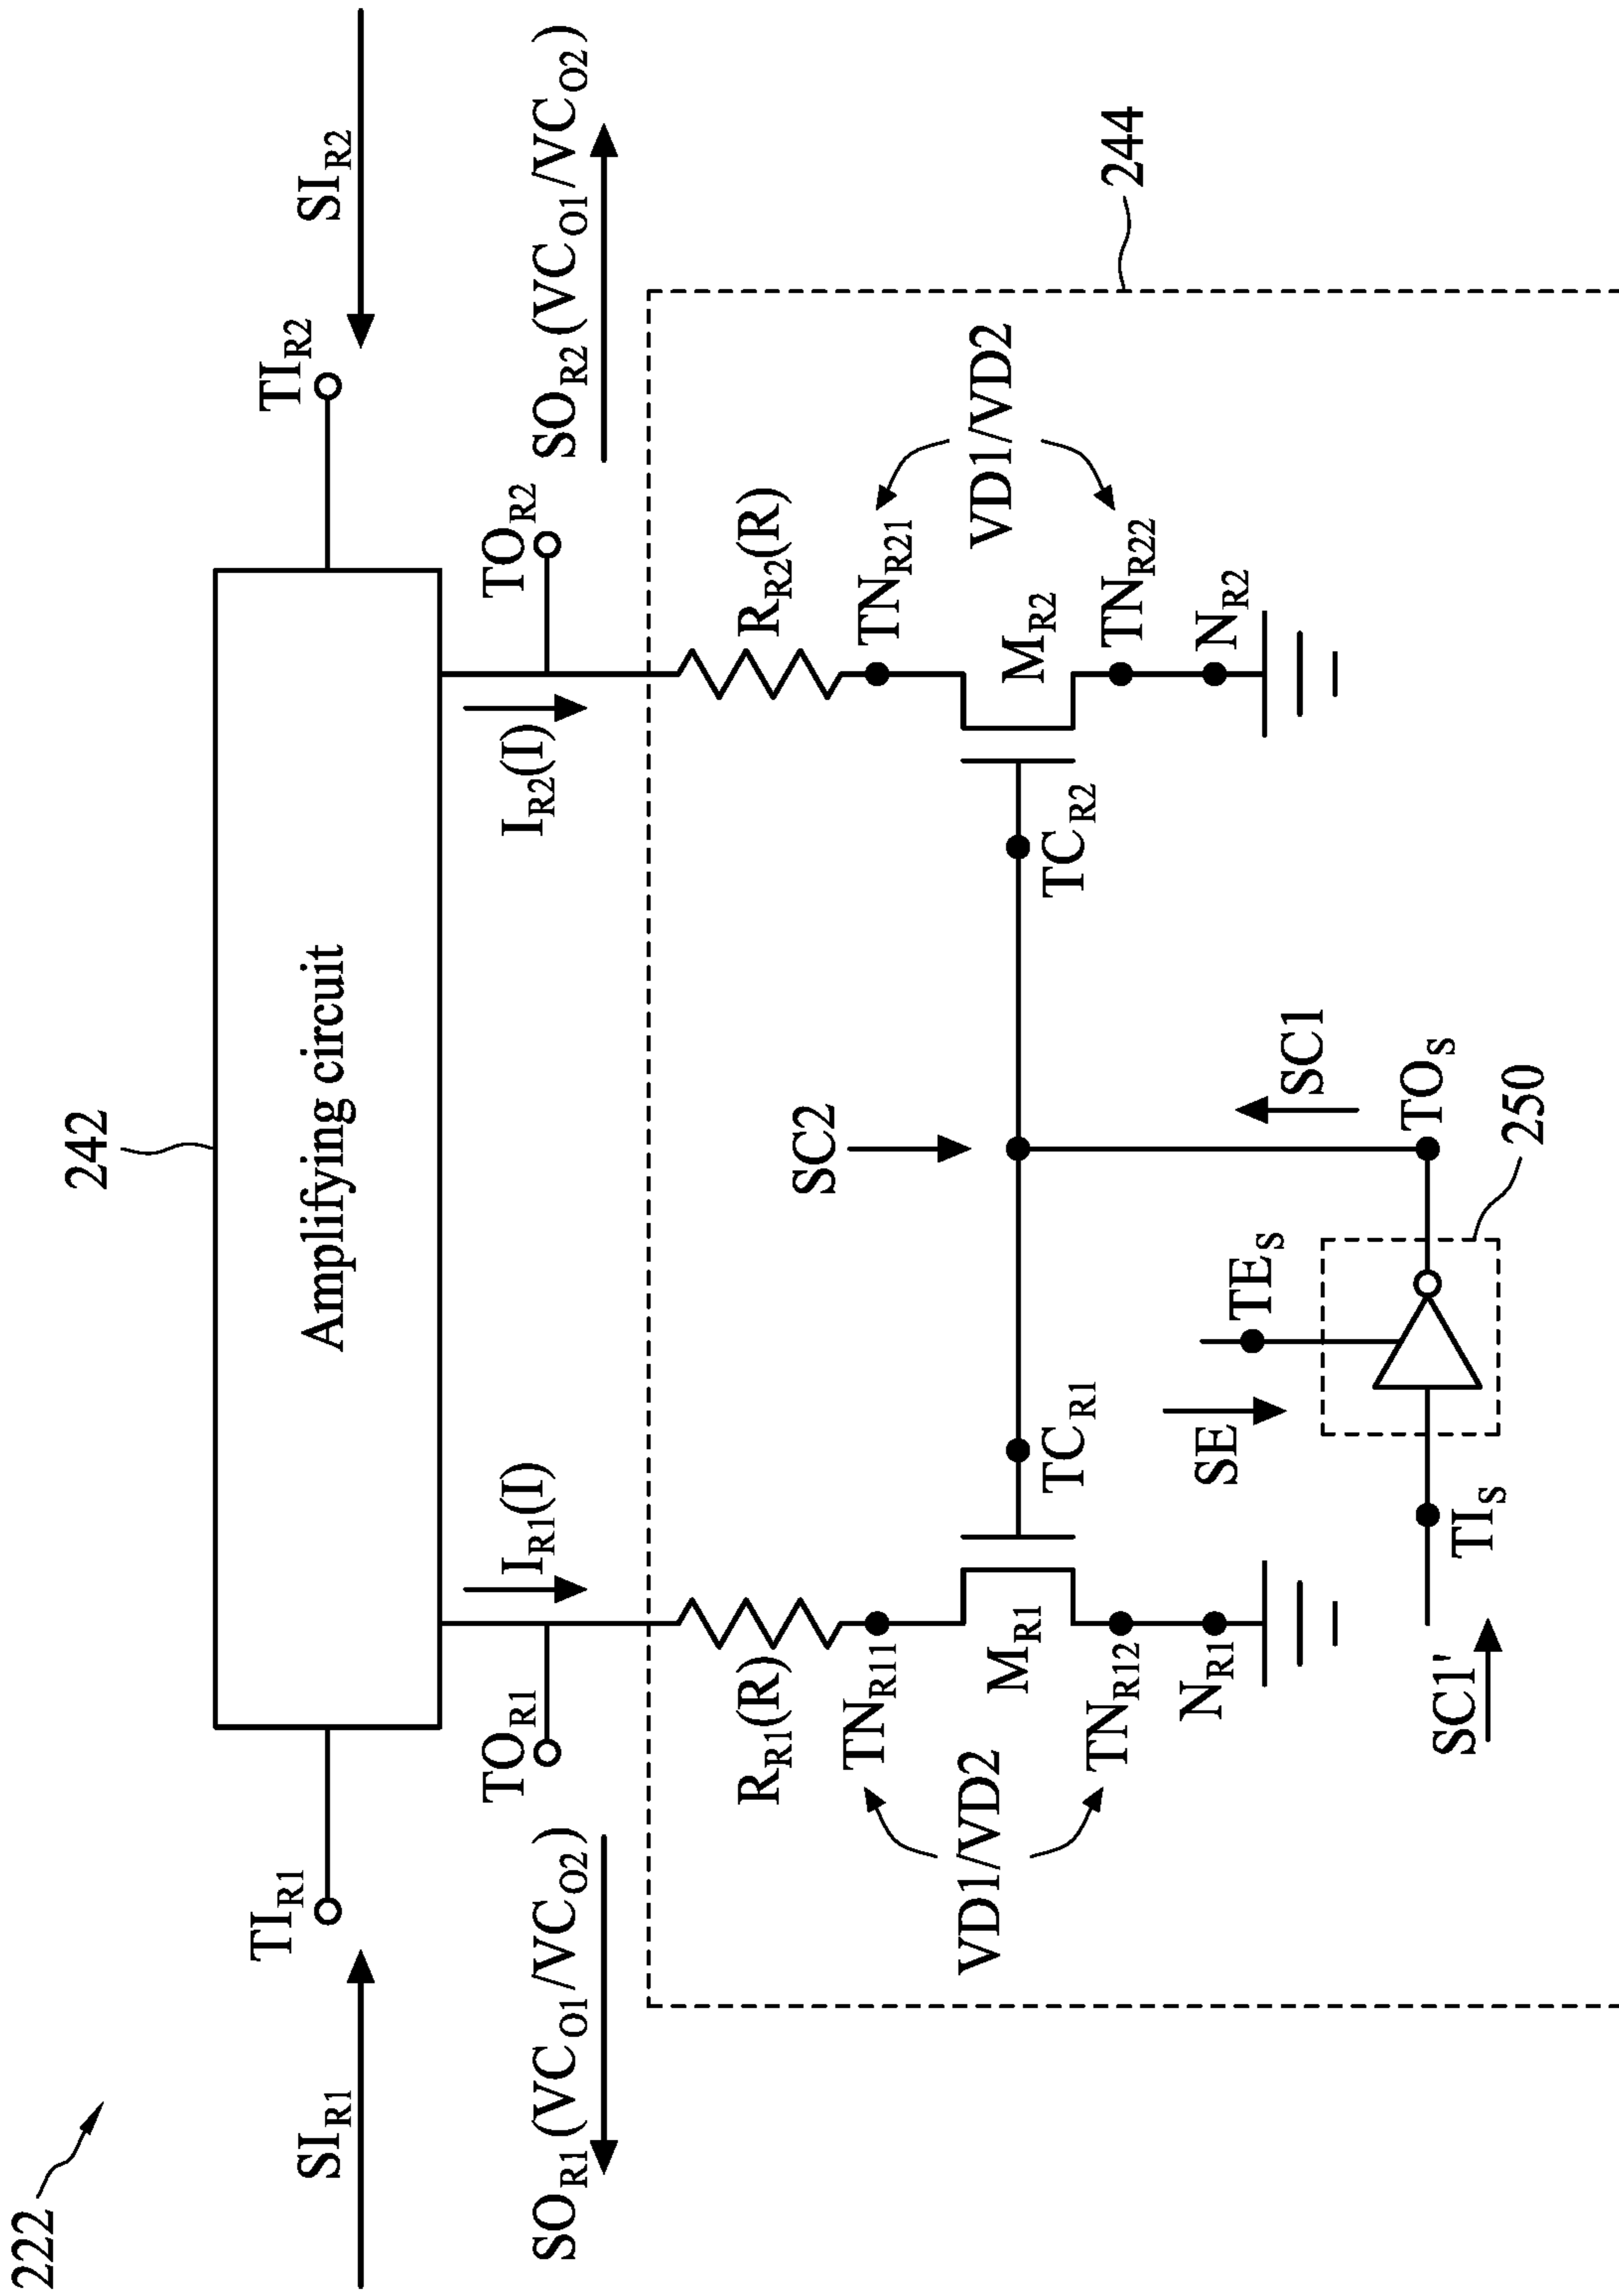 222
242
SI_R1
TI_R1
Amplifying circuit
TI_R2
SI_R2
SO_R1(VC_O1/VC_O2)
TO_R1
I_R1(I)
I_R2(I)
TO_R2
SO_R2(VC_O1/VC_O2)
R_R1(R)
R_R2(R)
SC2
TN_R11
TN_R21
VD1/VD2
M_R1
TC_R1
TC_R2
M_R2
VD1/VD2
TN_R12
TN_R22
N_R1
N_R2
244
SE
TE_S
SC1
SC1'
TI_S
TO_S
250